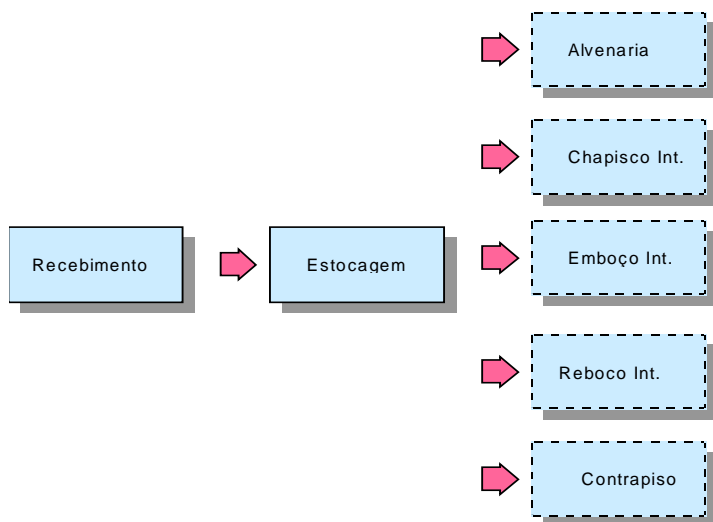 Alvenaria
Chapisco Int.
Recebimento
Estocagem
Emboço Int.
Reboco Int.
Contrapiso